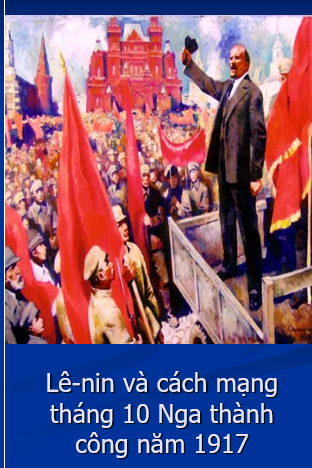 Lê-nin và cách mạng
tháng 10 Nga thành
công năm 1917